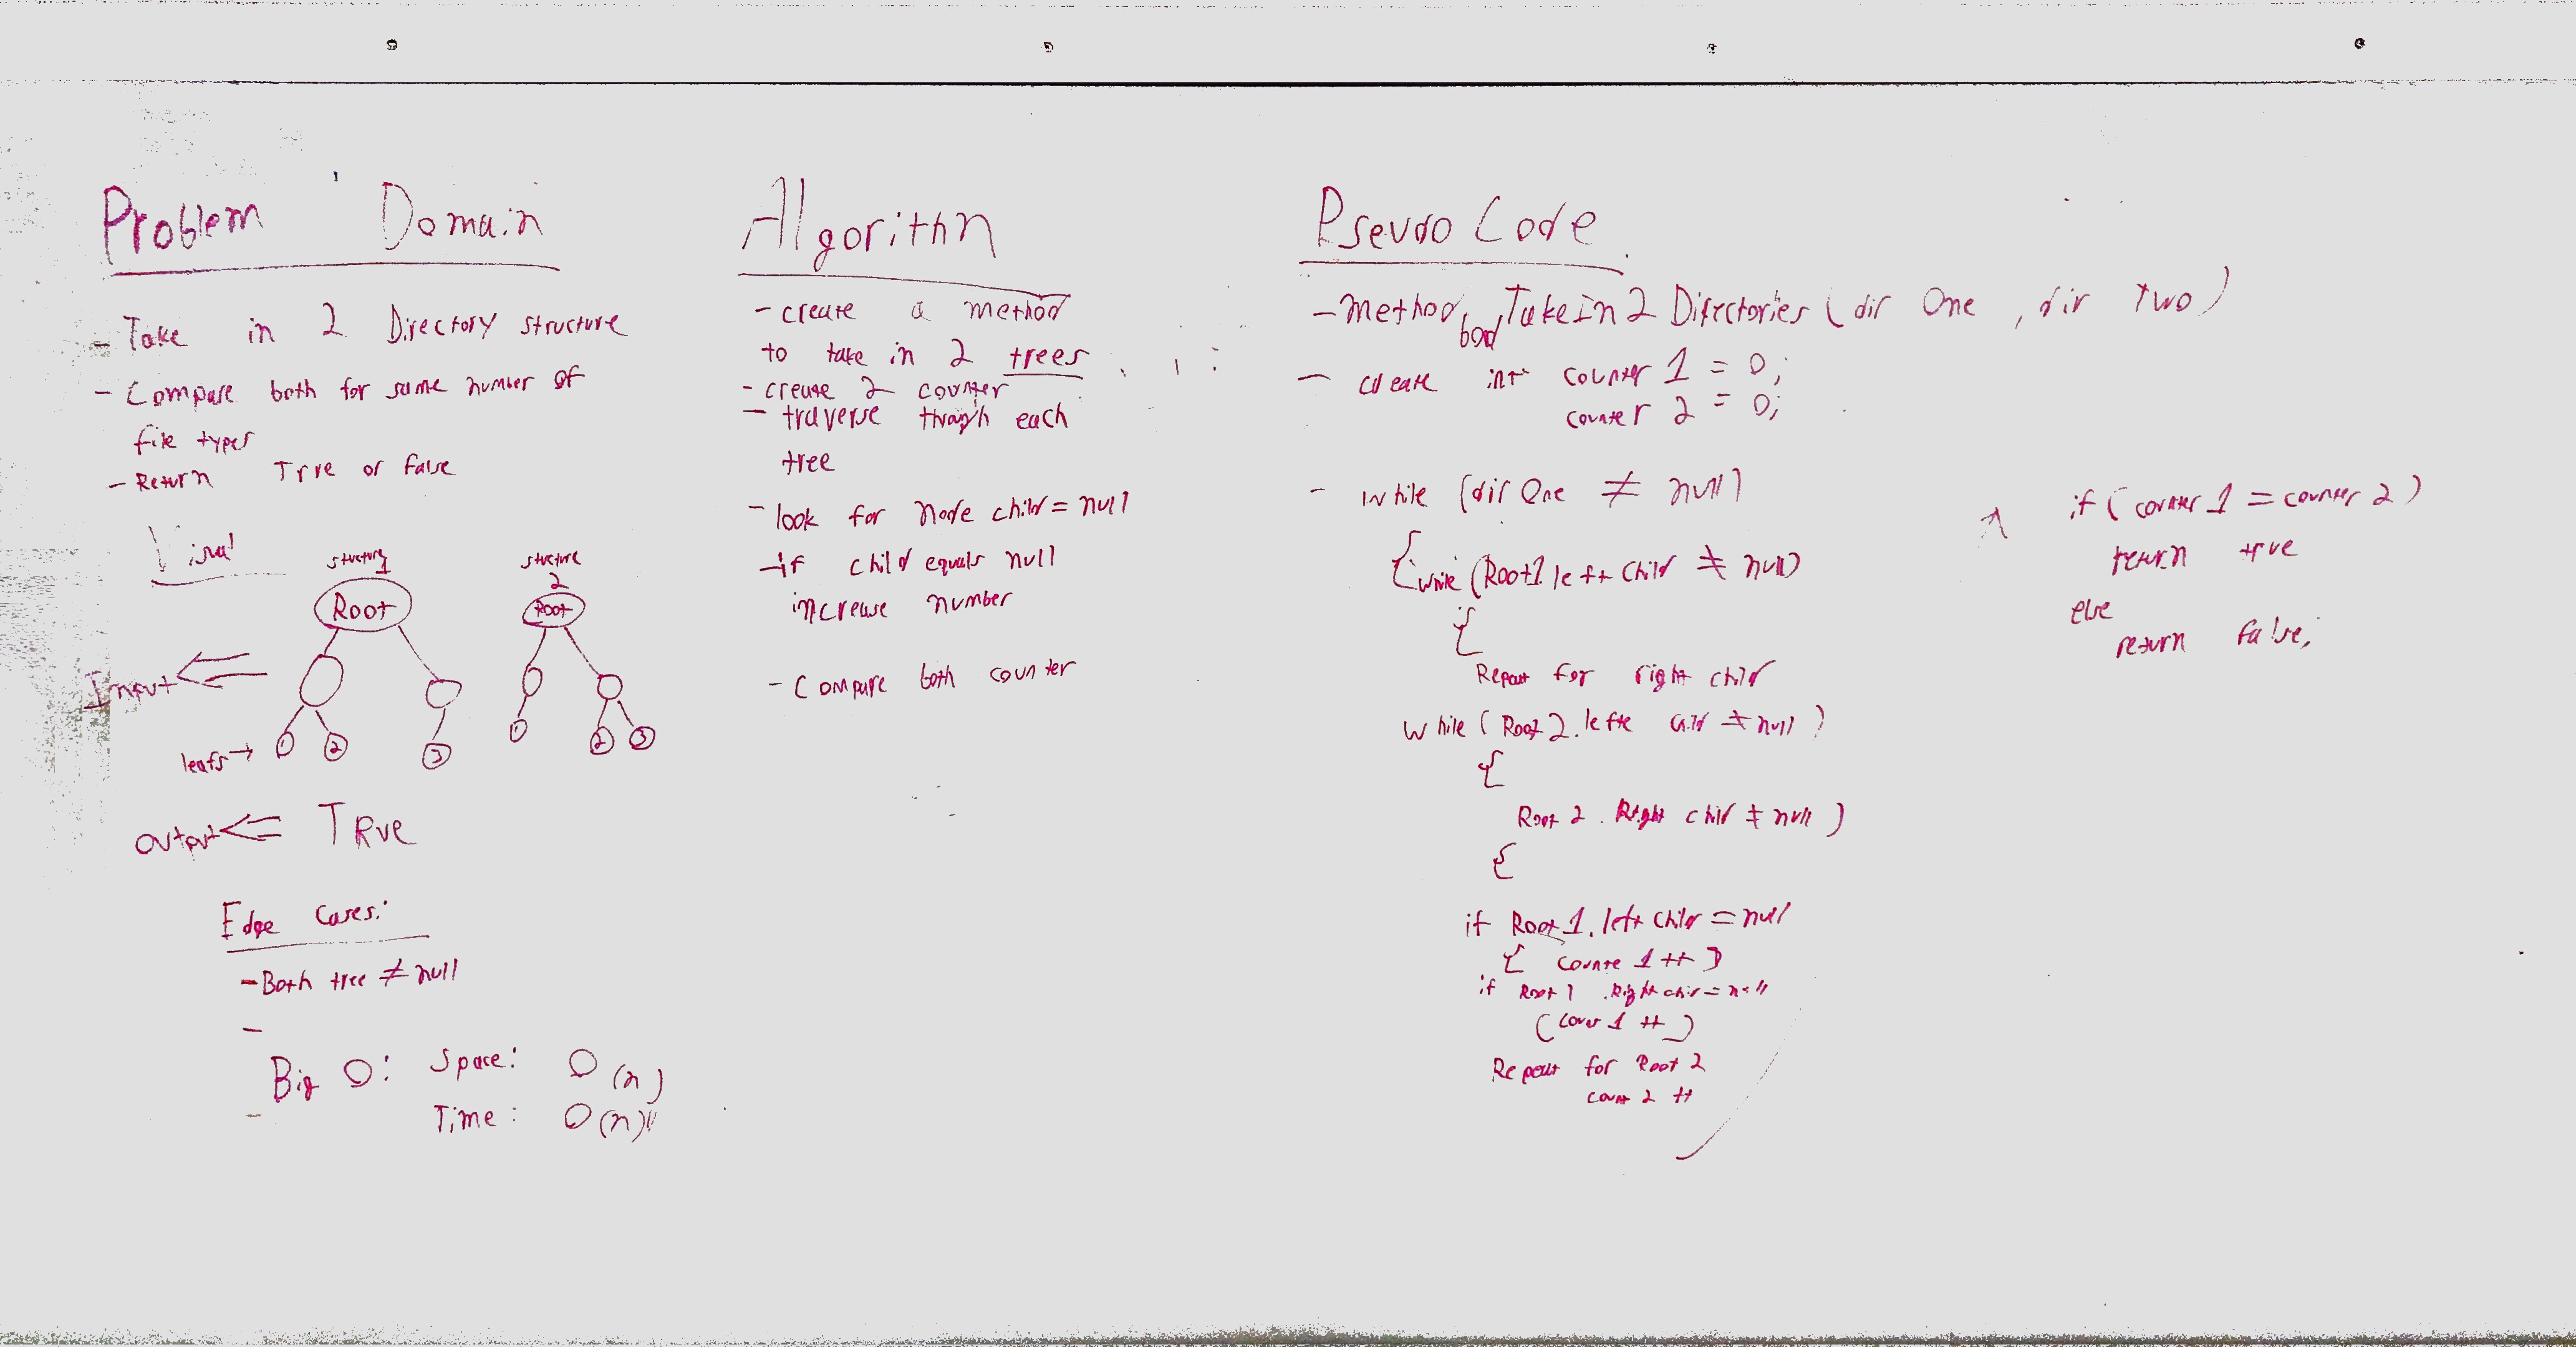 Problem Domain
- Take in 2 Directory structure
- Compare both for same number of
file types
- Return True or false
Visual
structure
1
Root
structure
2
Root
Input
leafs →
1
2
3
1
2
3
output
TRue
Edge Cases:
- Both tree ≠ null
-
Big O: Space: O(n)
Time: O(n)
Algorithm
- create a method
to take in 2 trees
- create 2 counter
- traverse through each
tree
- look for node child = null
- if child equals null
increase number
- Compare both counter
Pseudo Code
- method, bool, TakeIn2Directories (dir One, dir Two)
- create int counter 1 = 0;
counter 2 = 0;
- while (dir One ≠ null)
{ while (Root1.left Child ≠ null)
{
Repeat for right child
while (Root 2. left child ≠ null)
{
Root 2. Right child ≠ null)
{
if Root 1. left child = null
{ counte 1 ++ }
if Root 1 .Right = null
1 ++
Repeat for Root 2
count 2 ++
if (counter 1 = counter 2)
return true
else
return false;